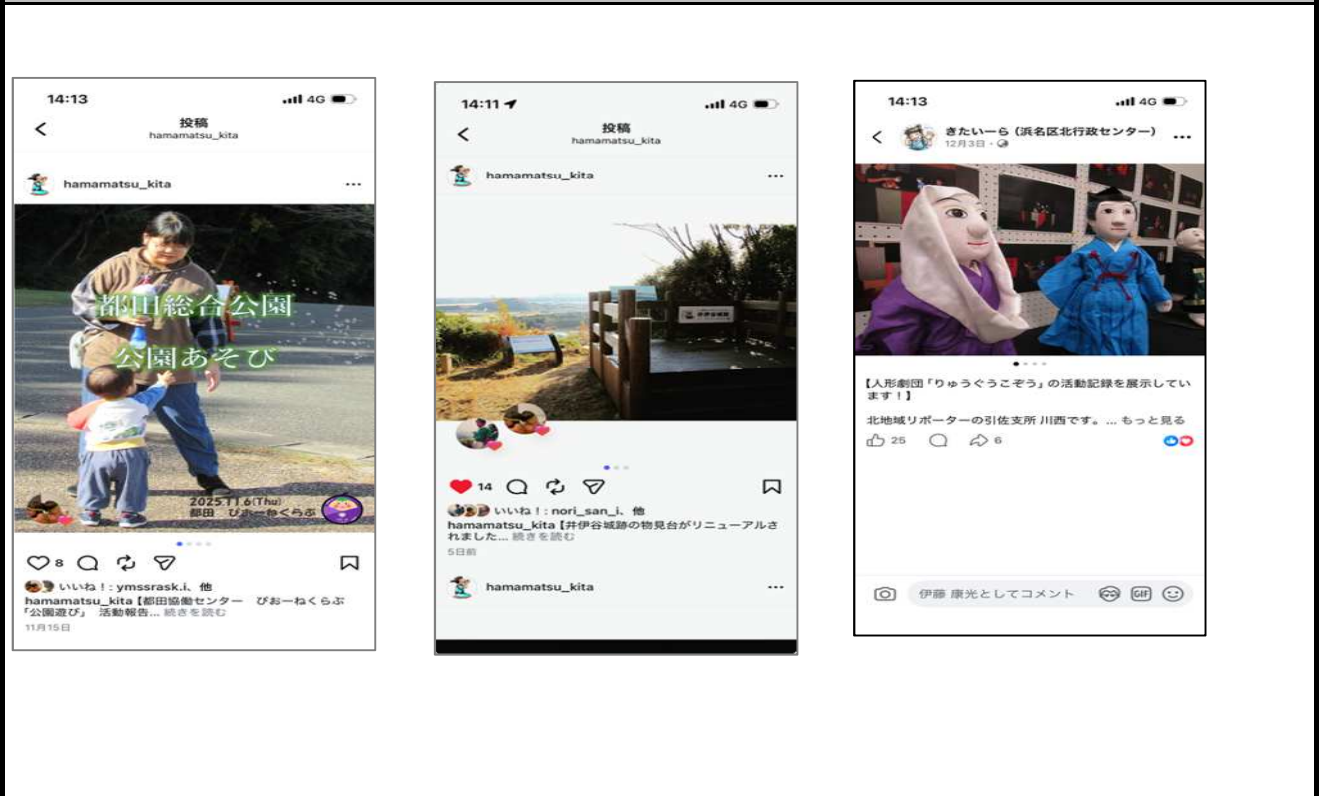 14:13
4G
投稿
hamamatsu_kita
hamamatsu_kita
都田総合公園
公園あそび
2025.11.6(Thu)
都田 ぴおーねくらぶ
8
いいね！: ymssrask.i、他
hamamatsu_kita【都田協働センター ぴおーねくらぶ
「公園遊び」 活動報告... 続きを読む
11月15日
14:11
4G
投稿
hamamatsu_kita
hamamatsu_kita
井伊谷城跡
14
いいね！: nori_san_i、他
hamamatsu_kita【井伊谷城跡の物見台がリニューアルさ
れました... 続きを読む
5日前
hamamatsu_kita
14:13
4G
きたいーら（浜名区北行政センター）
12月3日
【人形劇団「りゅうぐうこぞう」の活動記録を展示してい
ます！】
北地域リポーターの引佐支所 川西です。... もっと見る
25
6
伊藤 康光としてコメント
GIF